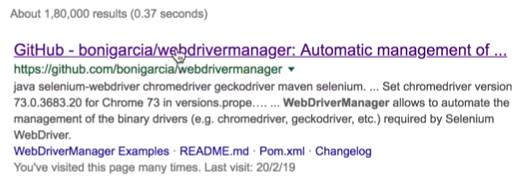 About 1,80,000 results (0.37 seconds)
GitHub - bonigarcia/webdrivermanager: Automatic management of ...
https://github.com/bonigarcia/webdrivermanager
java selenium-webdriver chromedriver geckodriver maven selenium. ... Set chromedriver version
73.0.3683.20 for Chrome 73 in versions.prope.... ... WebDriverManager allows to automate the
management of the binary drivers (e.g. chromedriver, geckodriver, etc.) required by Selenium
WebDriver.
WebDriverManager Examples · README.md · Pom.xml · Changelog
You've visited this page many times. Last visit: 20/2/19